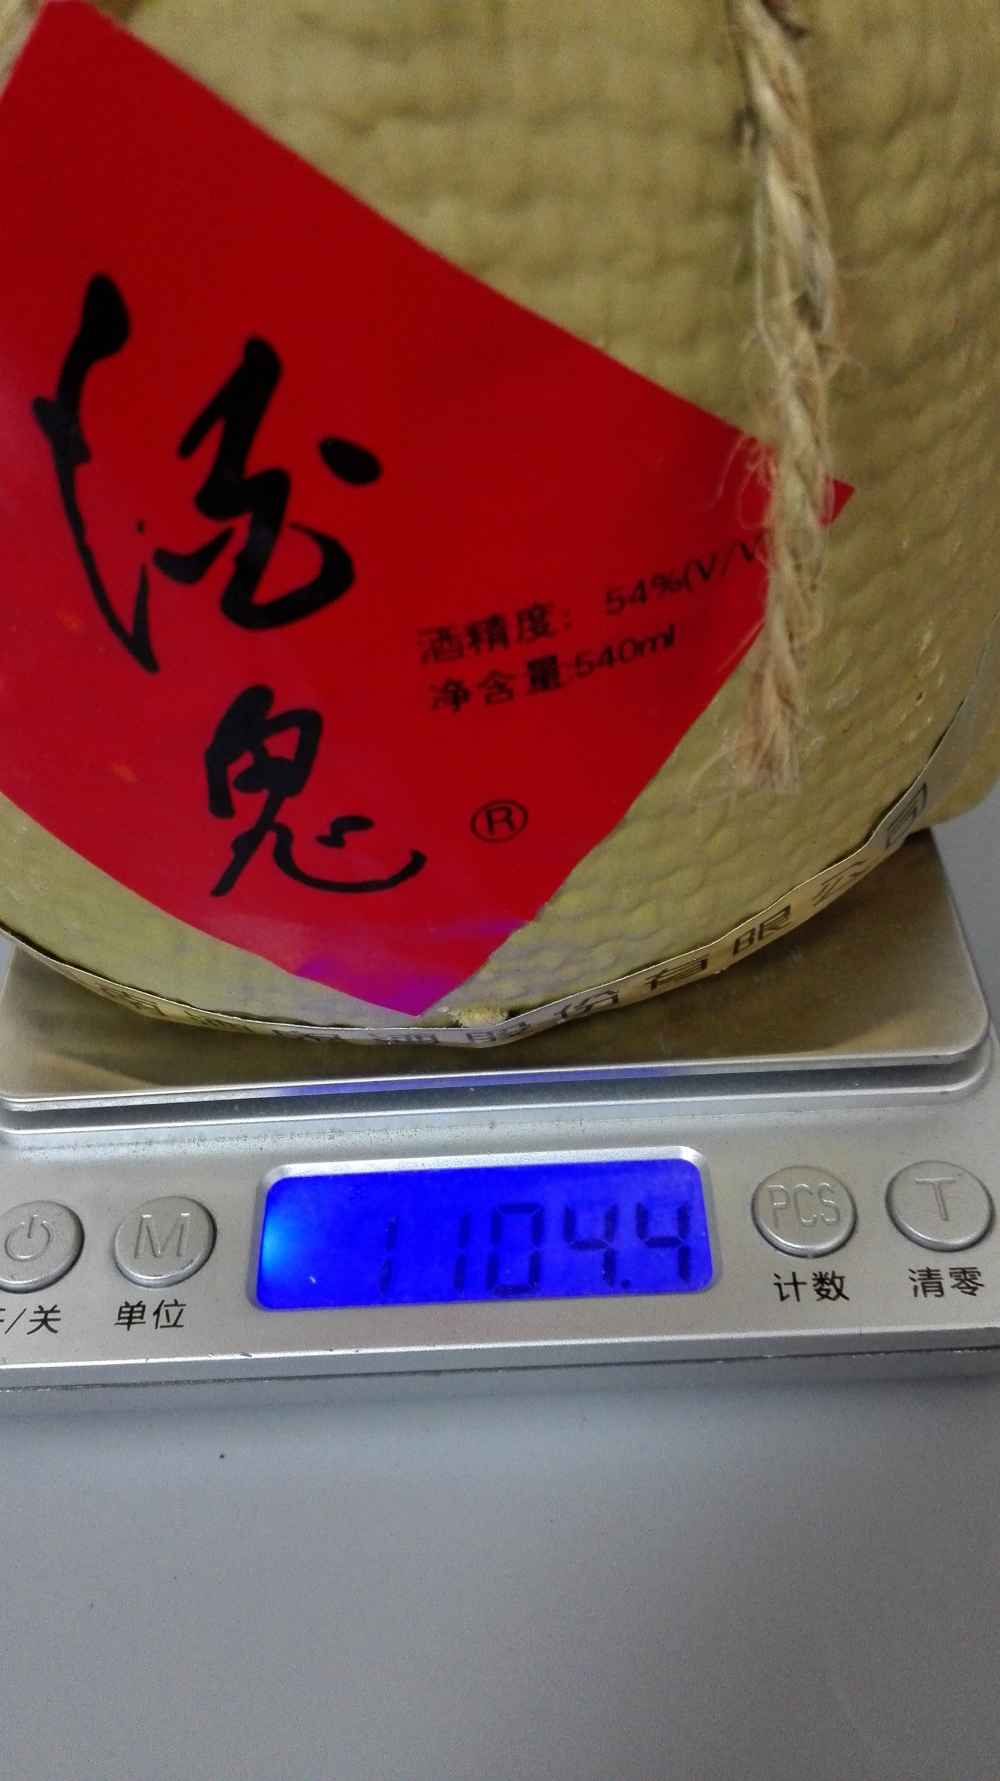 酒
鬼
酒精度：54%(V/V
净含量:540ml
®
酒股份有限公司
1104.4
M
PCS
T
/关
单位
计数
清零